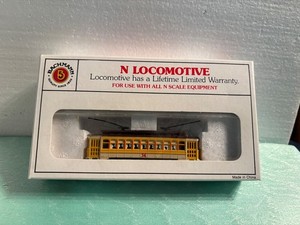 BACHMANN
B
N LOCOMOTIVE
Locomotive has a Lifetime Limited Warranty.
FOR USE WITH ALL N SCALE EQUIPMENT
Made in China